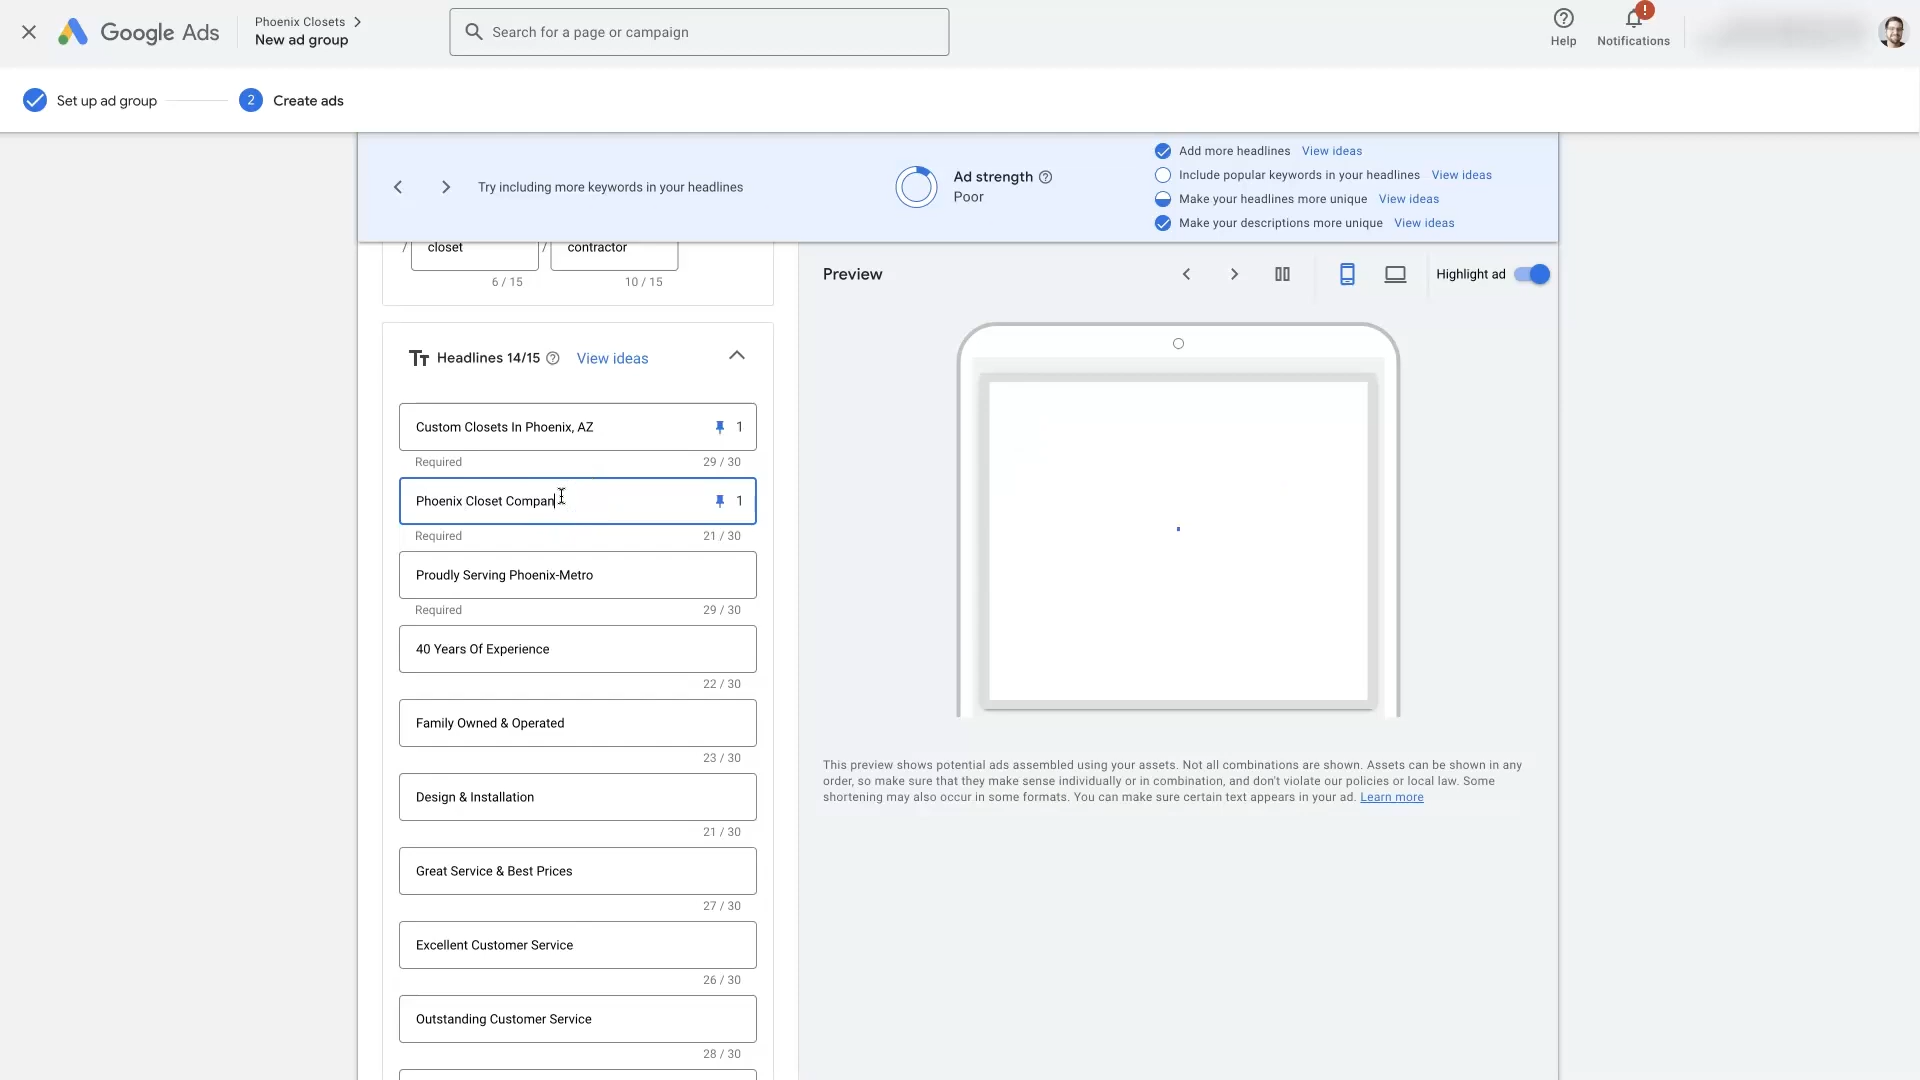 Google Ads
Phoenix Closets
New ad group
Search for a page or campaign
Help
!
Notifications
Set up ad group
2
Create ads
Try including more keywords in your headlines
Ad strength
Poor
Add more headlines View ideas
Include popular keywords in your headlines View ideas
Make your headlines more unique View ideas
Make your descriptions more unique View ideas
/ closet / contractor
6 / 15
10 / 15
Headlines 14/15 View ideas
Custom Closets In Phoenix, AZ 1
Required 29 / 30
Phoenix Closet Compan 1
Required 21 / 30
Proudly Serving Phoenix-Metro
Required 29 / 30
40 Years Of Experience
22 / 30
Family Owned & Operated
23 / 30
Design & Installation
21 / 30
Great Service & Best Prices
27 / 30
Excellent Customer Service
26 / 30
Outstanding Customer Service
28 / 30
Preview
Highlight ad
This preview shows potential ads assembled using your assets. Not all combinations are shown. Assets can be shown in any
order, so make sure that they make sense individually or in combination, and don't violate our policies or local law. Some
shortening may also occur in some formats. You can make sure certain text appears in your ad. Learn more